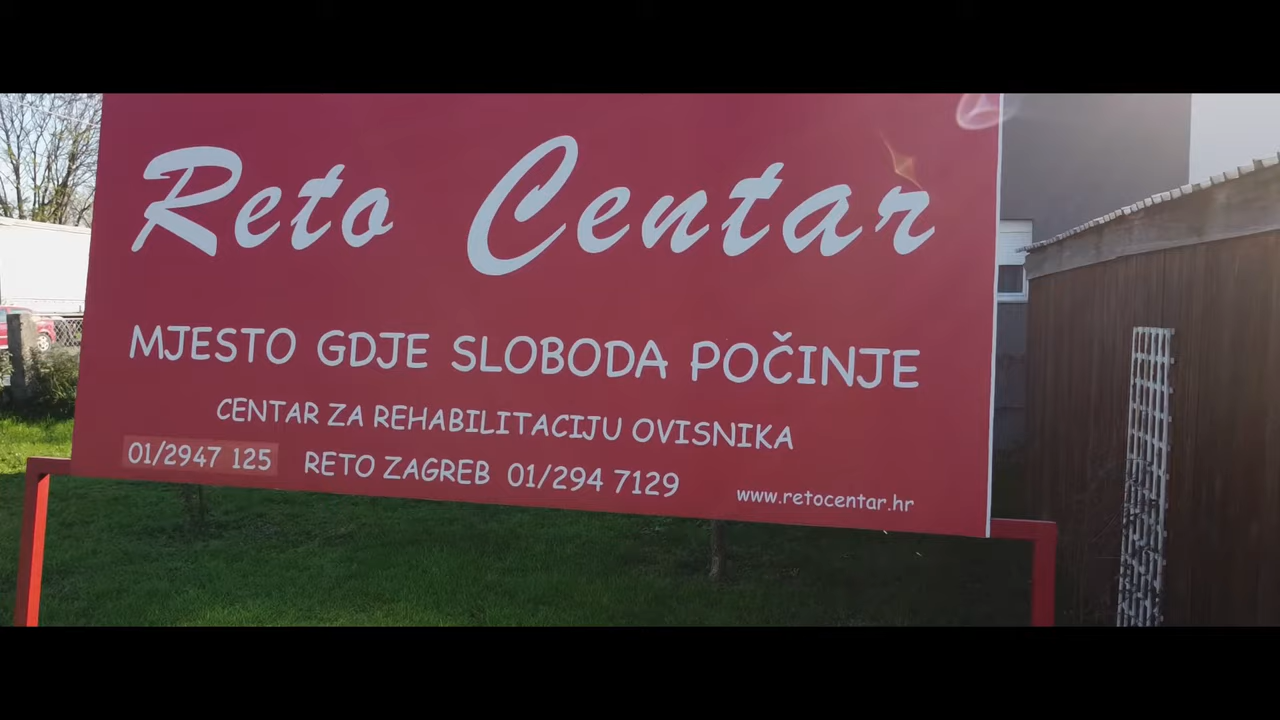 Reto Centar
MJESTO GDJE SLOBODA POČINJE
CENTAR ZA REHABILITACIJU OVISNIKA
01/2947 125 RETO ZAGREB 01/294 7129
www.retocentar.hr